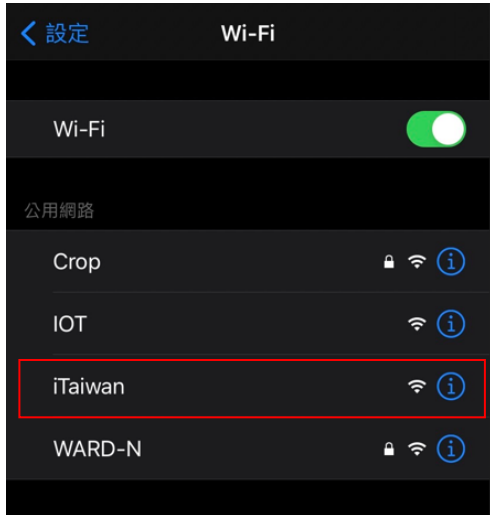 設定 Wi-Fi
Wi-Fi
公用網路
Crop
IOT
iTaiwan
WARD-N